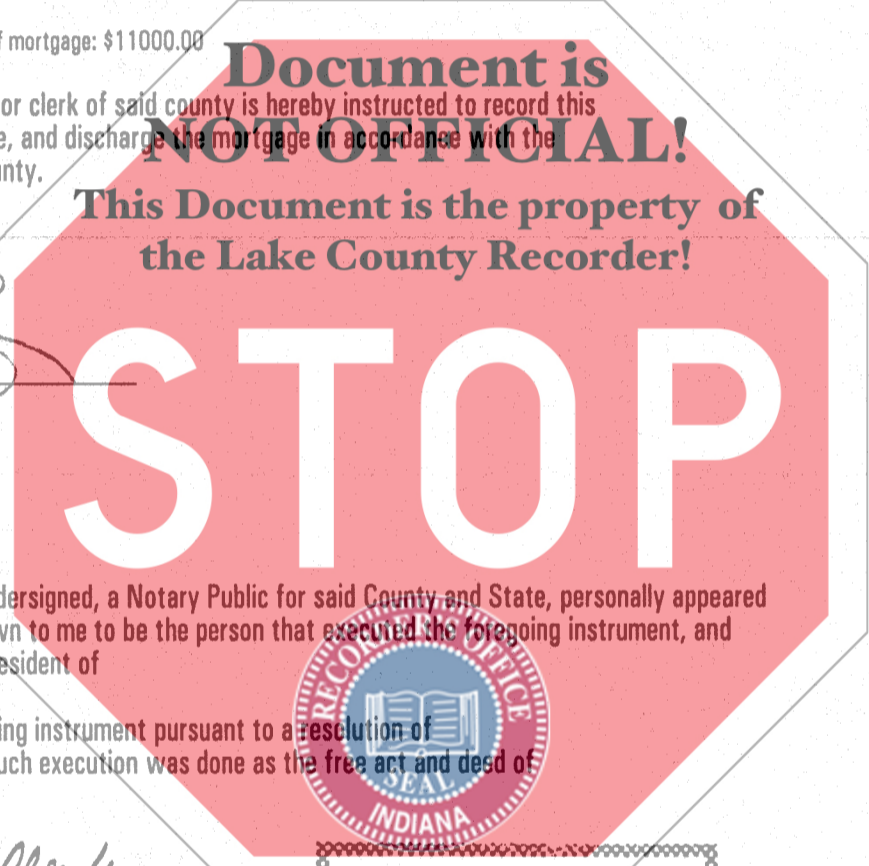 f mortgage: $11000.00
Document is
or clerk of said county is hereby instructed to record this
NOT OFFICIAL!
e, and discharge the mortgage in accordance with the
nty.
This Document is the property of
the Lake County Recorder!
STOP
dersigned, a Notary Public for said County and State, personally appeared
vn to me to be the person that executed the foregoing instrument, and
esident of
RECORDER'S OFFICE
ing instrument pursuant to a resolution of
uch execution was done as the free act and deed of
SEAL
INDIANA